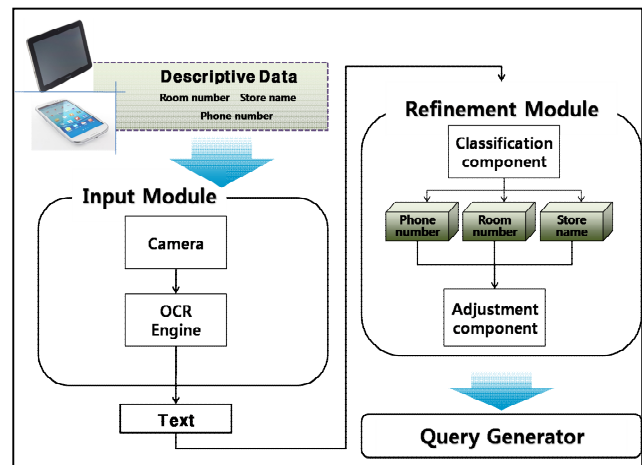 Descriptive Data
Room number Store name
Phone number
Input Module
Camera
OCR
Engine
Text
Refinement Module
Classification
component
Phone
number
Room
number
Store
name
Adjustment
component
Query Generator